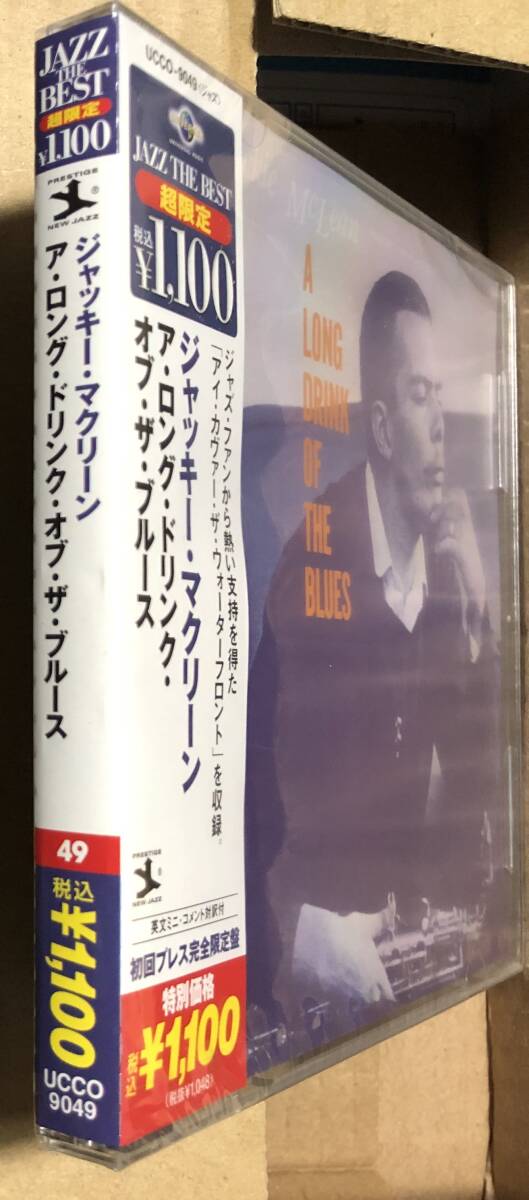 JAZZ
THE
BEST
超限定
¥1,100
PRESTIGE
NEW JAZZ
ジャッキー・マクリーン
ア・ロング・ドリンク・オブ・ザ・ブルース
49
税込
¥1,100
UCCO
9049
UCCO-9049〈ジャズ〉
JAZZ THE BEST
超限定
税込
¥1,100
ジャズ・ファンから熱い支持を得た
「アイ・カヴァー・ザ・ウォーターフロント」を収録。
ジャッキー・マクリーン
ア・ロング・ドリンク・
オブ・ザ・ブルース
PRESTIGE
NEW JAZZ
英文ミニ・コメント対訳付
初回プレス完全限定盤
特別価格
税込
¥1,100
(税抜¥1,048)
McLean
A
LONG
DRINK
OF
THE
BLUES